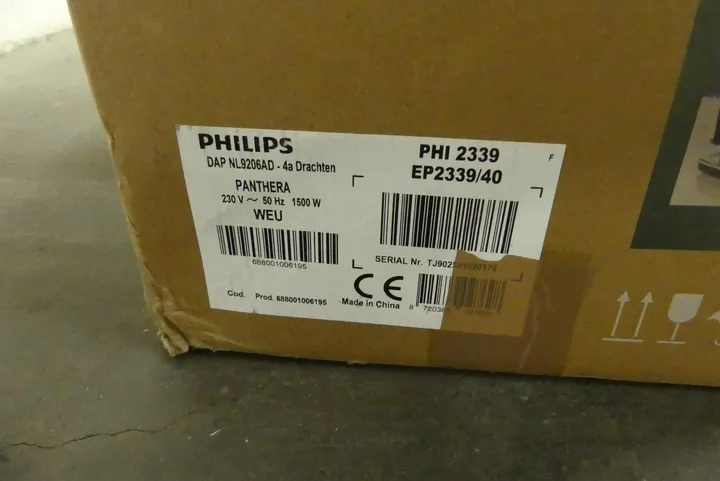 PHILIPS
DAP NL9206AD - 4a Drachten
PANTHERA
230 V ~ 50 Hz 1500 W
WEU
688001006195
Cod. Prod. 688001006195
PHI 2339
F
EP2339/40
SERIAL Nr.
CE
Made in China